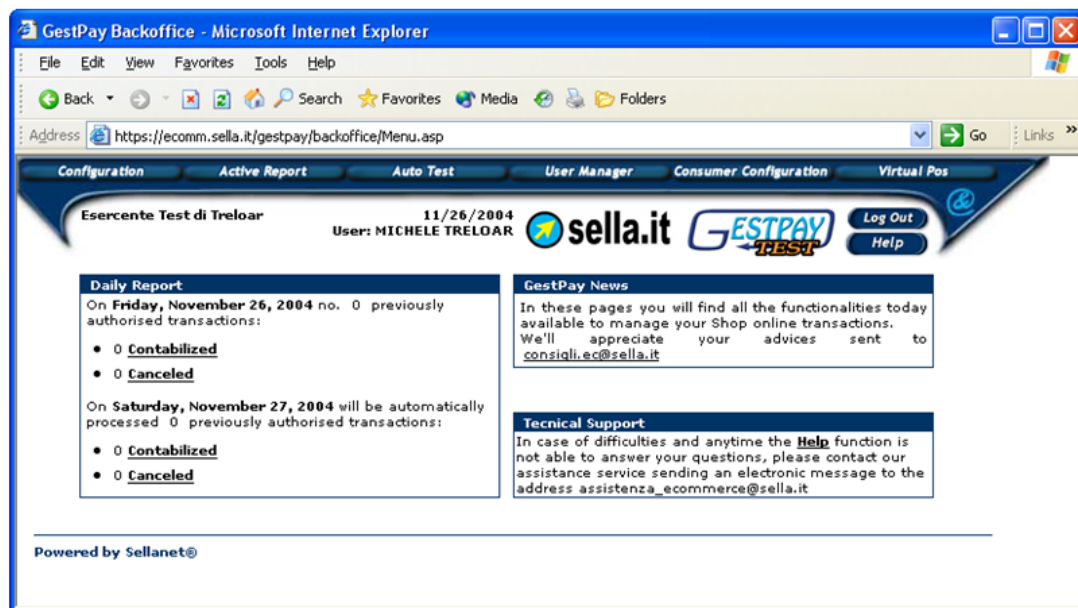 GestPay Backoffice - Microsoft Internet Explorer
File Edit View Favorites Tools Help
Back Search Favorites Media Folders
Address https://ecomm.sella.it/gestpay/backoffice/Menu.asp Go Links »
Configuration Active Report Auto Test User Manager Consumer Configuration Virtual Pos
Esercente Test di Treloar 11/26/2004
User: MICHELE TRELOAR
sella.it
GESTPAY
TEST
&
Log Out
Help
Daily Report
On Friday, November 26, 2004 no. 0 previously
authorised transactions:
• 0 Contabilized
• 0 Canceled
On Saturday, November 27, 2004 will be automatically
processed 0 previously authorised transactions:
• 0 Contabilized
• 0 Canceled
GestPay News
In these pages you will find all the functionalities today
available to manage your Shop online transactions.
We'll appreciate your advices sent to
consigli.ec@sella.it
Tecnical Support
In case of difficulties and anytime the Help function is
not able to answer your questions, please contact our
assistance service sending an electronic message to the
address assistenza_ecommerce@sella.it
Powered by Sellanet®